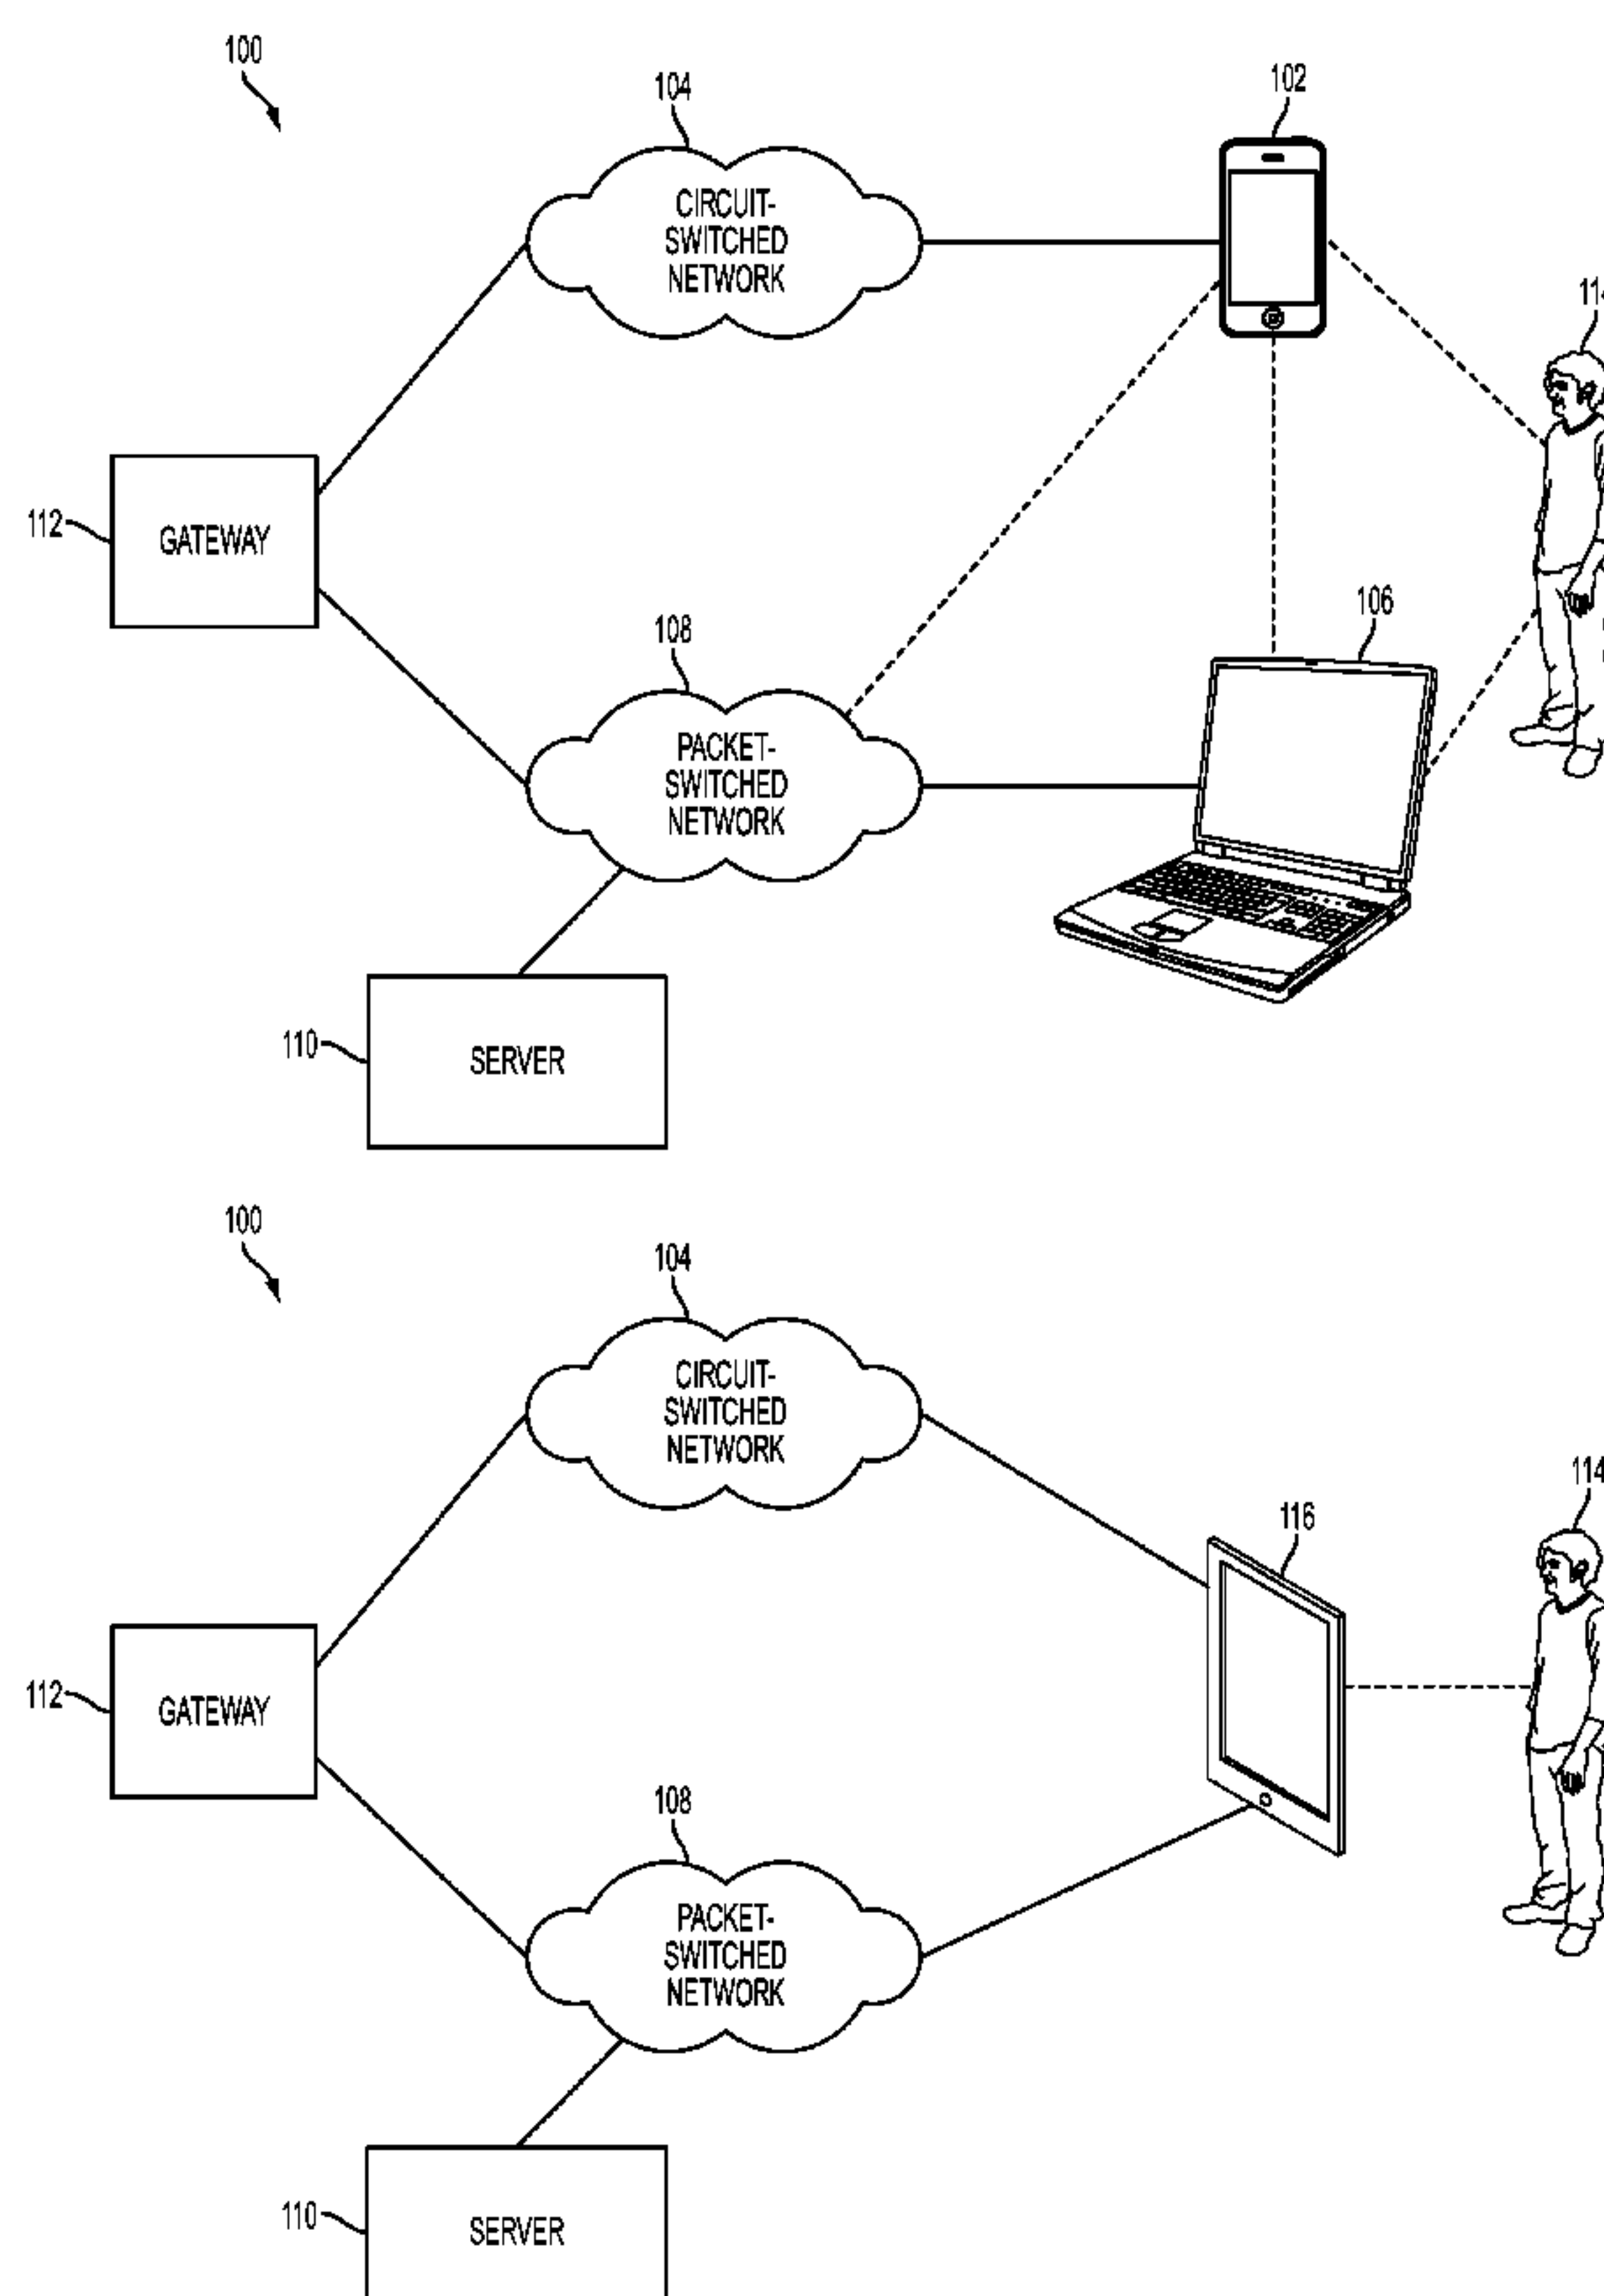 100
104
102
CIRCUIT-
SWITCHED
NETWORK
112
GATEWAY
106
108
PACKET-
SWITCHED
NETWORK
110
SERVER
100
104
CIRCUIT-
SWITCHED
NETWORK
114
116
112
GATEWAY
108
PACKET-
SWITCHED
NETWORK
110
SERVER